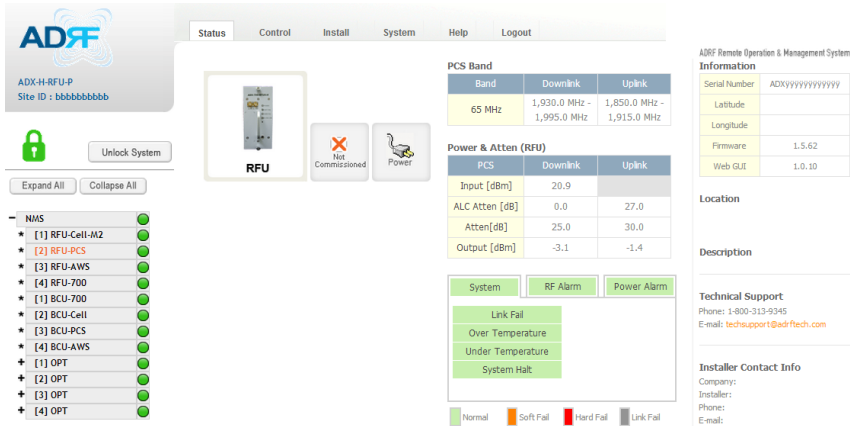 ADRF
ADX-H-RFU-P
Site ID : bbbbbbbbbb
Unlock System
Expand All
Collapse All
NMS
[1] RFU-Cell-M2
[2] RFU-PCS
[3] RFU-AWS
[4] RFU-700
[1] BCU-700
[2] BCU-Cell
[3] BCU-PCS
[4] BCU-AWS
[1] OPT
[2] OPT
[3] OPT
[4] OPT
Status Control Install System Help Logout
RFU
Not
Commissioned
Power
PCS Band
Band Downlink Uplink
65 MHz 1,930.0 MHz - 1,995.0 MHz 1,850.0 MHz - 1,915.0 MHz
Power & Atten (RFU)
PCS Downlink Uplink
Input [dBm] 20.9
ALC Atten [dB] 0.0 27.0
Atten[dB] 25.0 30.0
Output [dBm] -3.1 -1.4
System RF Alarm Power Alarm
Link Fail
Over Temperature
Under Temperature
System Halt
Normal Soft Fail Hard Fail Link Fail
ADRF Remote Operation & Management System
Information
Serial Number ADXyyyyyyyyyyyy
Latitude
Longitude
Firmware 1.5.62
Web GUI 1.0.10
Location
Description
Technical Support
Phone: 1-800-313-9345
E-mail: techsupport@adrftech.com
Installer Contact Info
Company:
Installer:
Phone:
E-mail: